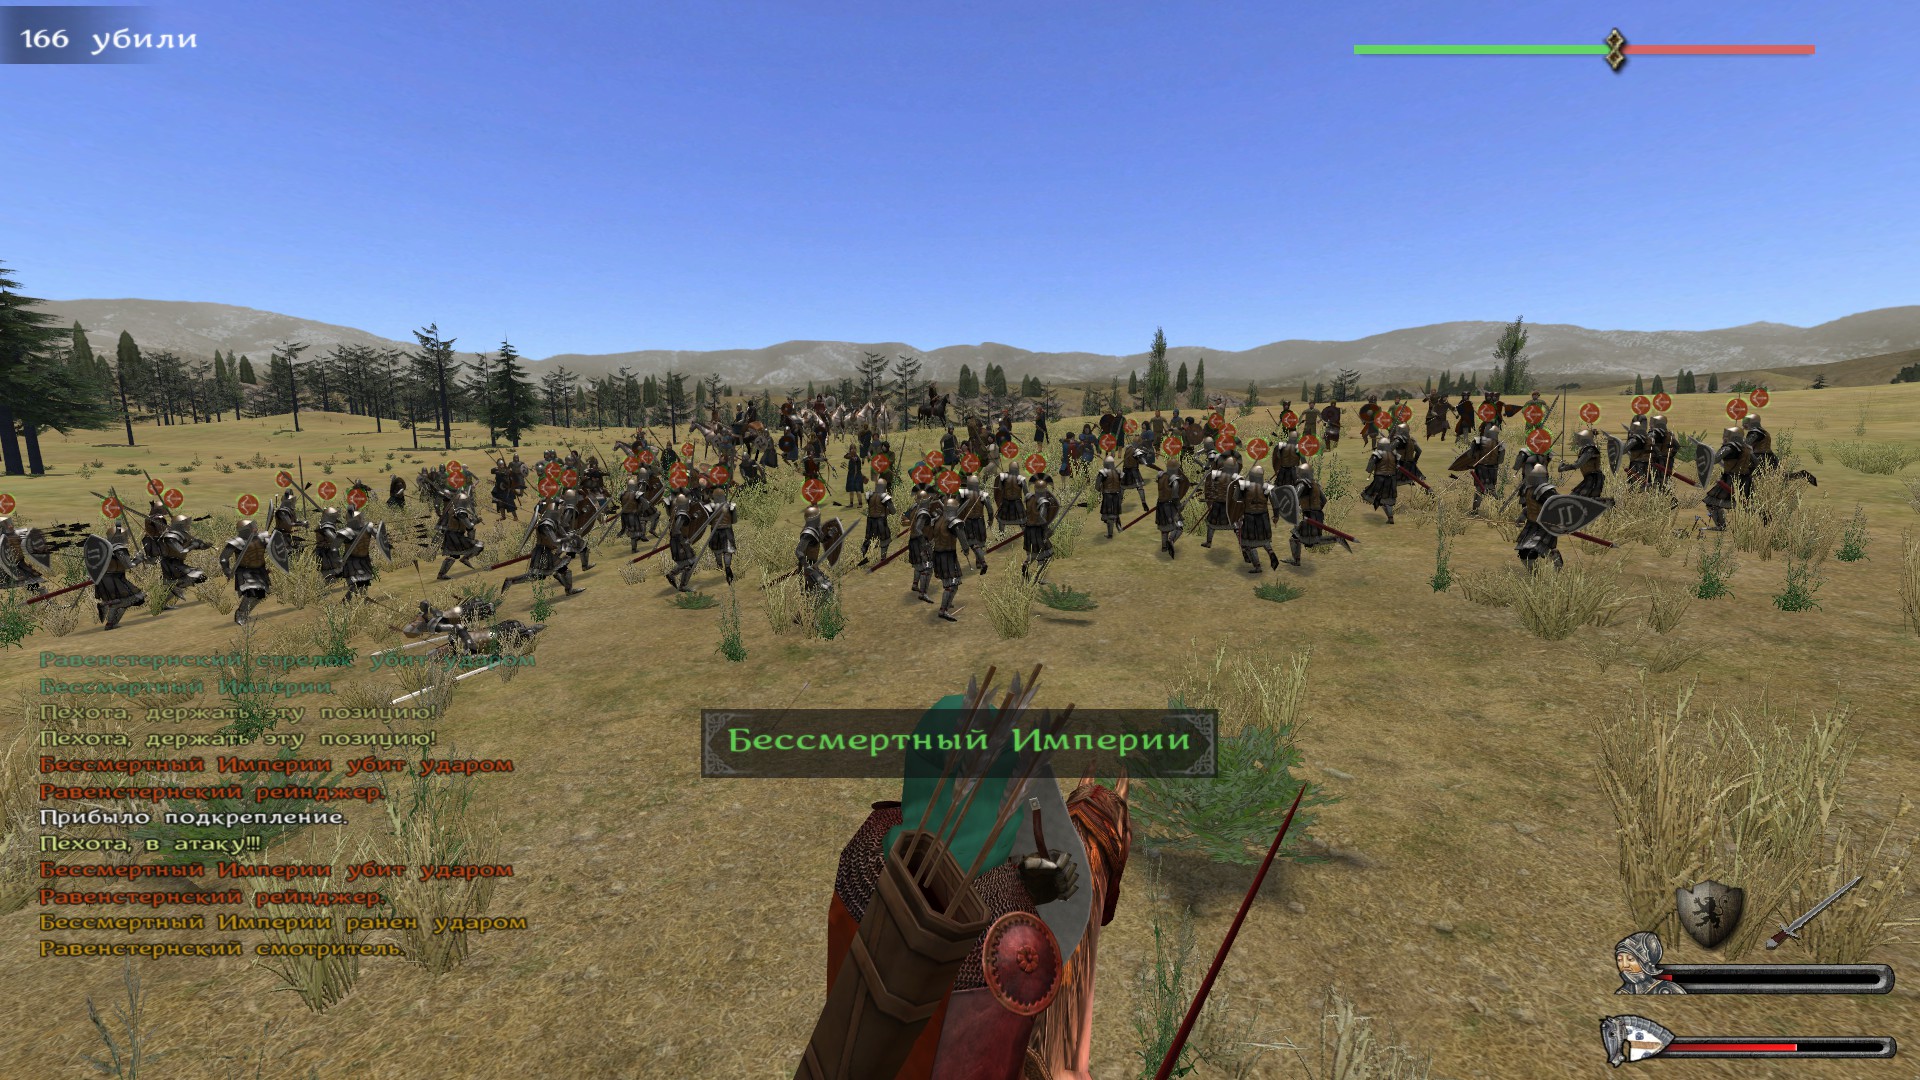 166 убили
Бессмертный Империи
Равенстернский стрелок убит ударом
Бессмертный Империи.
Пехота, держать эту позицию!
Пехота, держать эту позицию!
Бессмертный Империи убит ударом
Равенстернский рейнджер.
Прибыло подкрепление.
Пехота, в атаку!!!
Бессмертный Империи убит ударом
Равенстернский рейнджер.
Бессмертный Империи ранен ударом
Равенстернский смотритель.